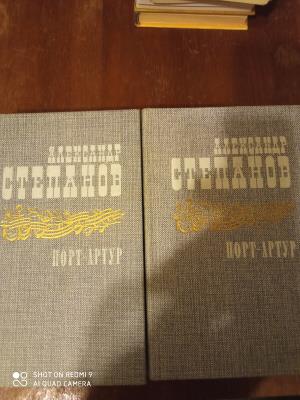 АЛЕКСАНДР
СТЕПАНОВ
ПОРТ-АРТУР
АЛЕКСАНДР
СТЕПАНОВ
ПОРТ-АРТУР
SHOT ON REDMI 9
AI QUAD CAMERA